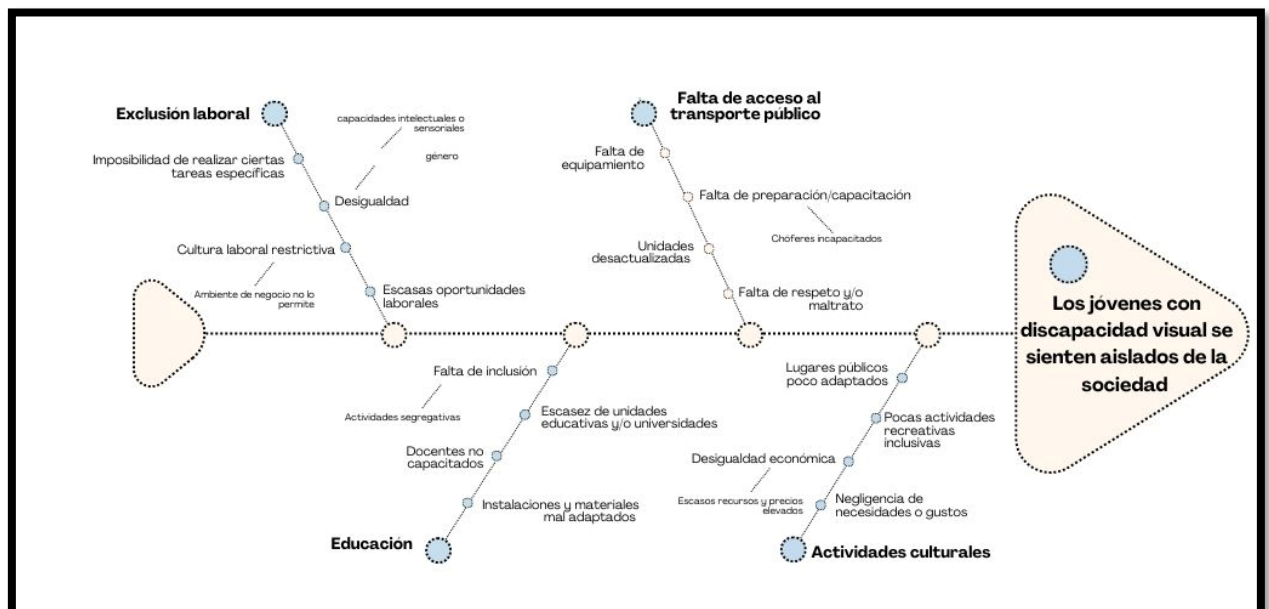 Exclusión laboral
capacidades intelectuales o
sensoriales
género
Imposibilidad de realizar ciertas
tareas específicas
Desigualdad
Cultura laboral restrictiva
Ambiente de negocio no lo
permite
Escasas oportunidades
laborales
Falta de acceso al
transporte público
Falta de
equipamiento
Falta de preparación/capacitación
Chóferes incapacitados
Unidades
desactualizadas
Falta de respeto y/o
maltrato
Los jóvenes con
discapacidad visual se
sienten aislados de la
sociedad
Falta de inclusión
Actividades segregativas
Escasez de unidades
educativas y/o universidades
Docentes no
capacitados
Instalaciones y materiales
mal adaptados
Educación
Lugares públicos
poco adaptados
Pocas actividades
recreativas
inclusivas
Desigualdad económica
Escasos recursos y precios
elevados
Negligencia de
necesidades o gustos
Actividades culturales